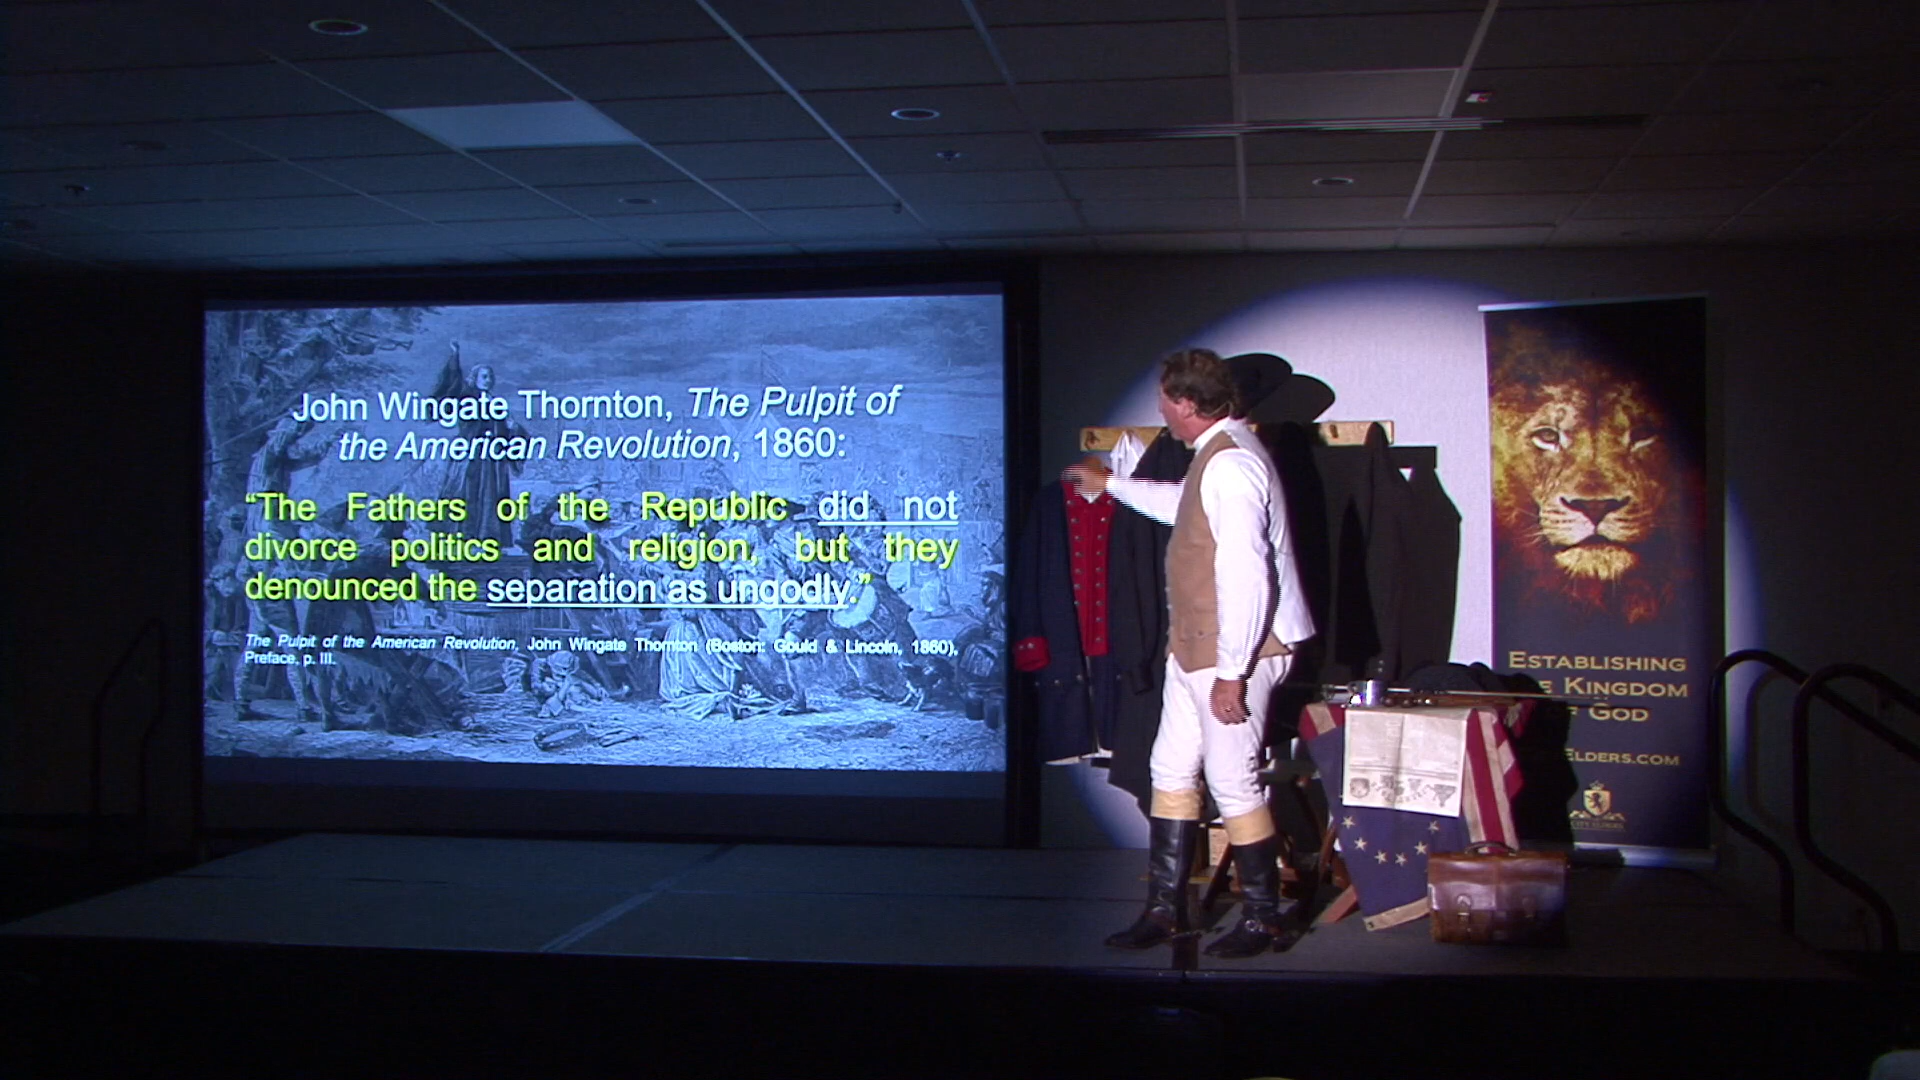 John Wingate Thornton, The Pulpit of
the American Revolution, 1860:
“The Fathers of the Republic did not
divorce politics and religion, but they
denounced the separation as ungodly.”
The Pulpit of the American Revolution, John Wingate Thornton (Boston: Gould & Lincoln, 1860),
Preface, p. III.
ESTABLISHING
E KINGDOM
F GOD
ELDERS.COM
CITY ELDERS